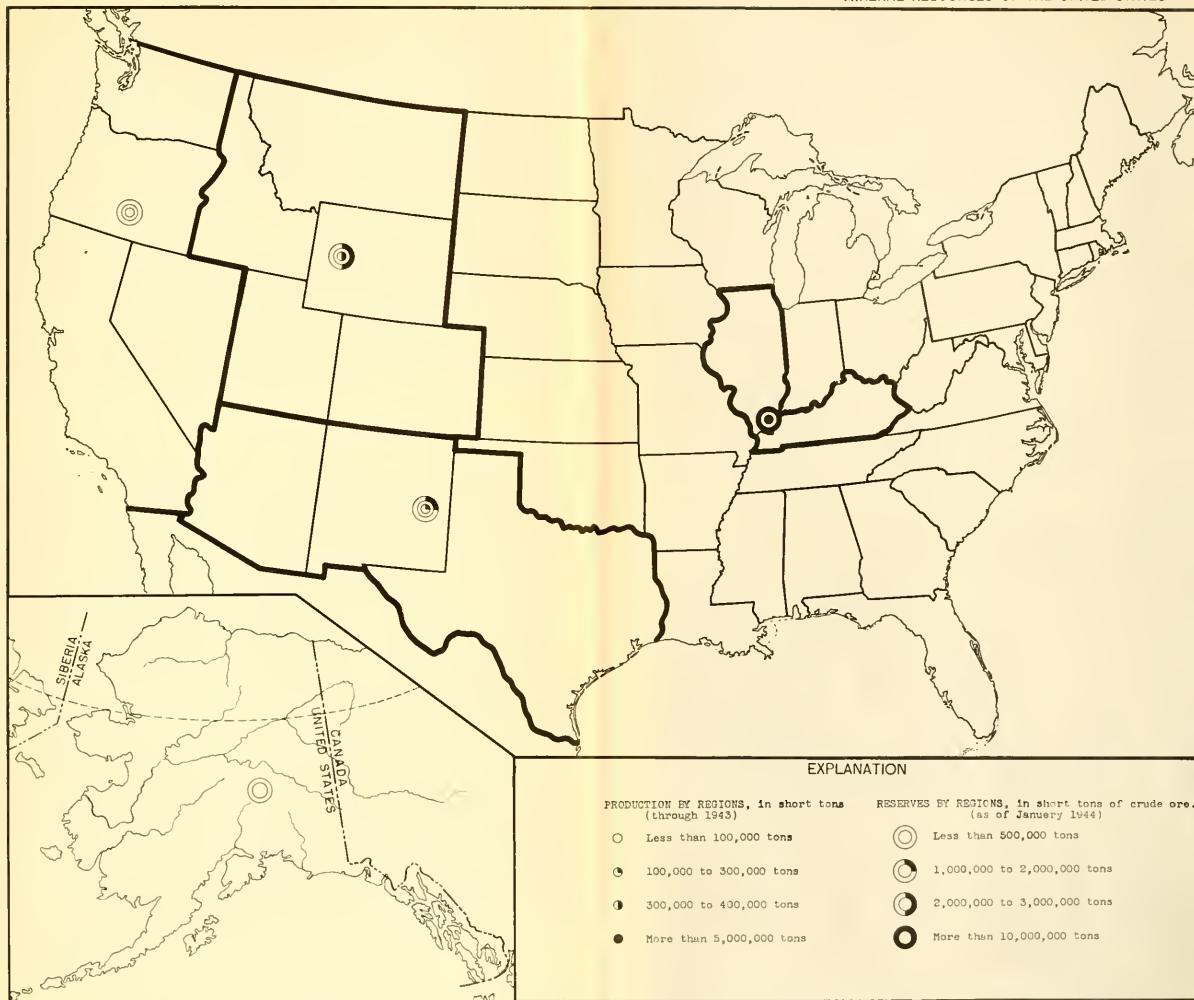 SIBERIA
ALASKA
CANADA
UNITED STATES
EXPLANATION
PRODUCTION BY REGIONS, in short tons
(through 1943)
Less than 100,000 tons
100,000 to 300,000 tons
300,000 to 400,000 tons
More than 5,000,000 tons
RESERVES BY REGIONS, in short tons of crude ore.
(as of January 1944)
Less than 500,000 tons
1,000,000 to 2,000,000 tons
2,000,000 to 3,000,000 tons
More than 10,000,000 tons